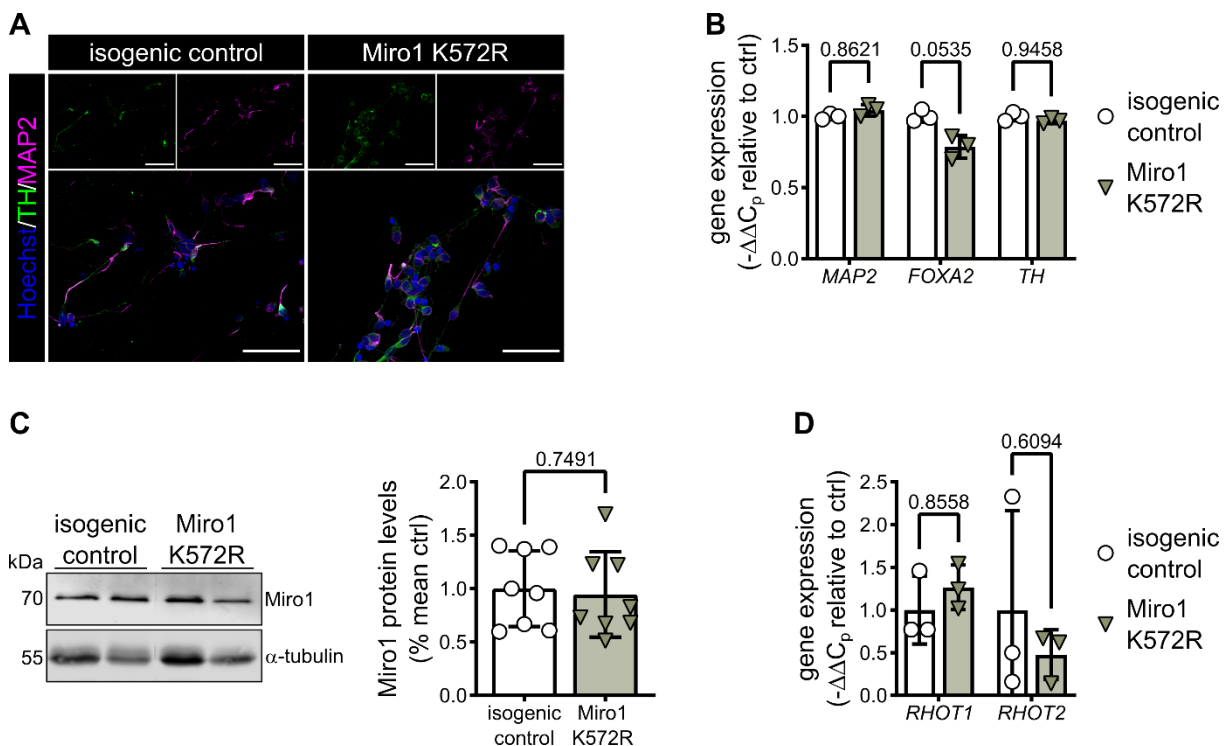 A
isogenic control
Miro1 K572R
Hoechst/TH/MAP2
B
gene expression
(-ΔΔCp relative to ctrl)
1.5
1.0
0.5
0.0
0.8621
0.0535
0.9458
MAP2
FOXA2
TH
isogenic
control
Miro1
K572R
C
isogenic
control
Miro1
K572R
kDa
70
Miro1
55
α-tubulin
Miro1 protein levels
(% mean ctrl)
2.0
1.5
1.0
0.5
0.0
0.7491
isogenic
control
Miro1
K572R
D
gene expression
(-ΔΔCp relative to ctrl)
2.5
2.0
1.5
1.0
0.5
0.0
0.8558
0.6094
RHOT1
RHOT2
isogenic
control
Miro1
K572R